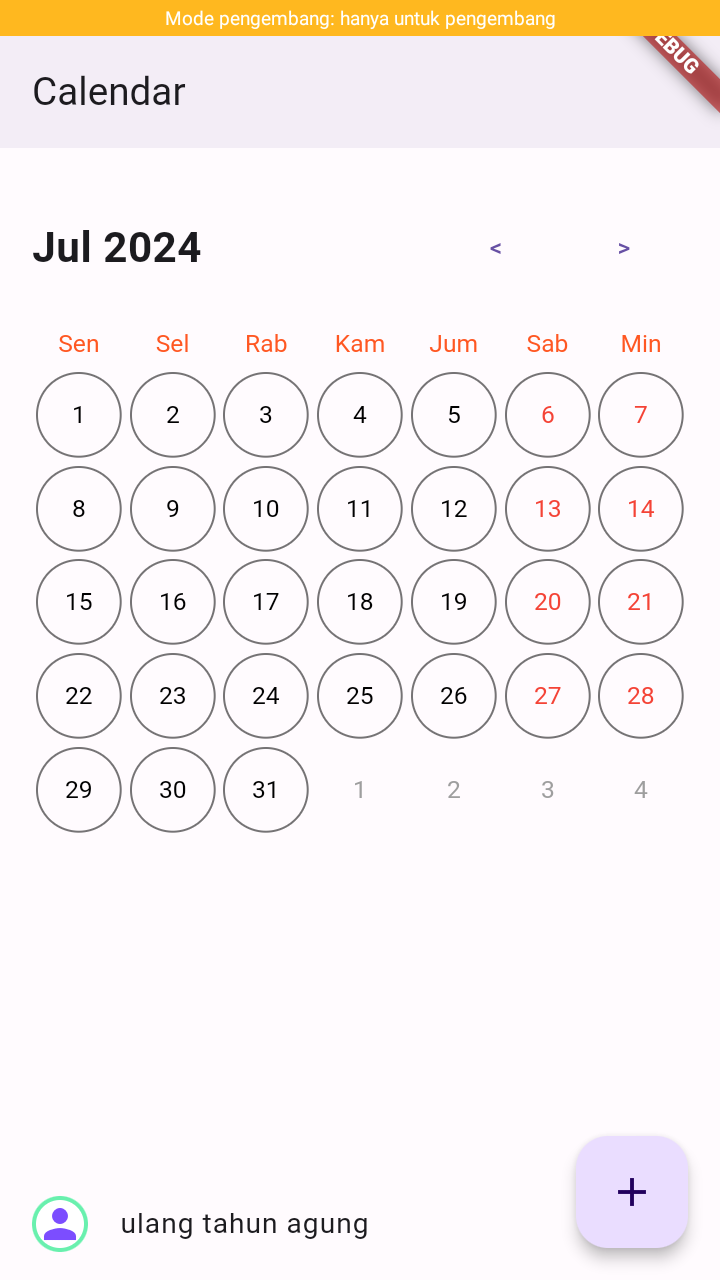 Mode pengembang: hanya untuk pengembang
EBUG
Calendar
Jul 2024 < >
Sen Sel Rab Kam Jum Sab Min
1 2 3 4 5 6 7
8 9 10 11 12 13 14
15 16 17 18 19 20 21
22 23 24 25 26 27 28
29 30 31 1 2 3 4
+
ulang tahun agung